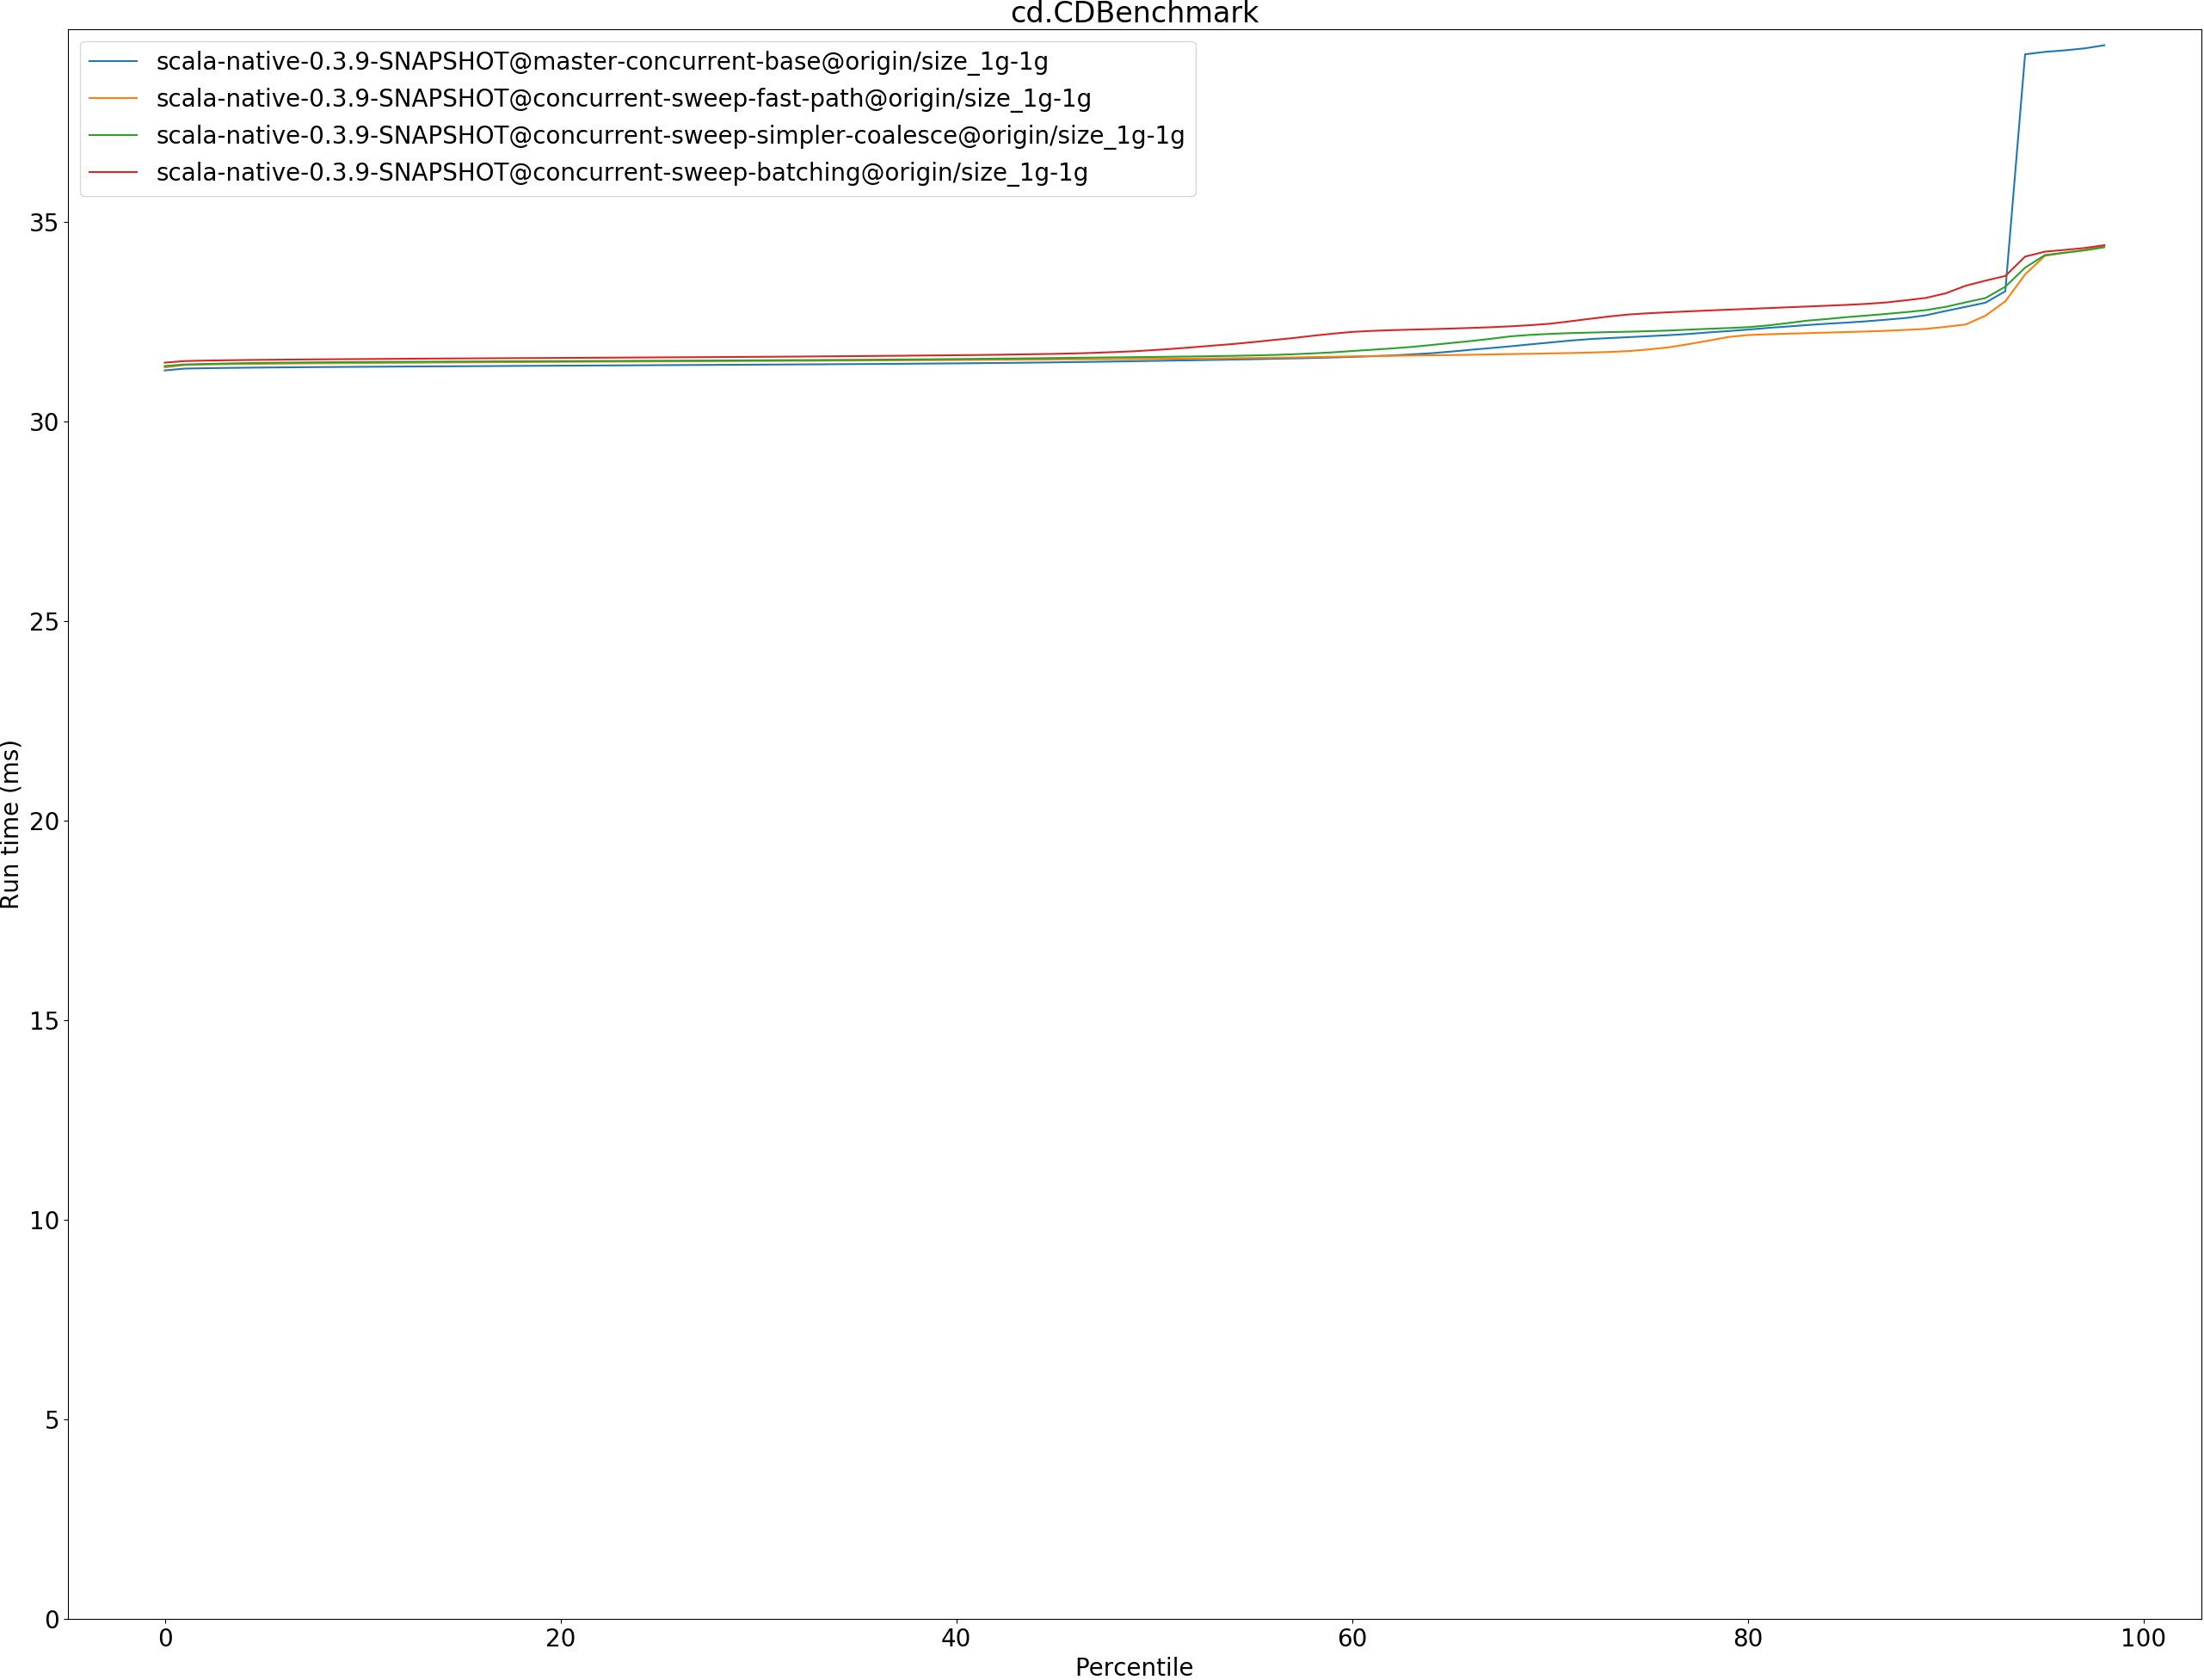 cd.CDBenchmark
scala-native-0.3.9-SNAPSHOT@master-concurrent-base@origin/size_1g-1g
scala-native-0.3.9-SNAPSHOT@concurrent-sweep-fast-path@origin/size_1g-1g
scala-native-0.3.9-SNAPSHOT@concurrent-sweep-simpler-coalesce@origin/size_1g-1g
scala-native-0.3.9-SNAPSHOT@concurrent-sweep-batching@origin/size_1g-1g
35
30
25
20
15
10
5
0
Run time (ms)
0 20 40 60 80 100
Percentile